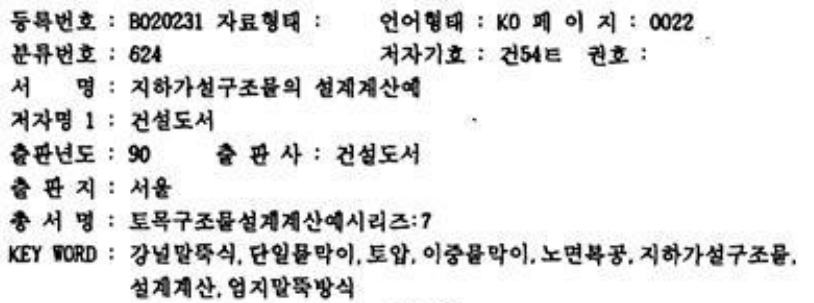 등록번호 : B020231 자료형태 : 언어형태 : KO 페 이 지 : 0022
분류번호 : 624 저자기호 : 건54ㅌ 권호 :
서 명 : 지하가설구조물의 설계계산예
저자명 1 : 건설도서
출판년도 : 90 출 판 사 : 건설도서
출 판 지 : 서울
총 서 명 : 토목구조물설계계산예시리즈:7
KEY WORD : 강널말뚝식, 단일물막이, 토압, 이중물막이, 노면복공, 지하가설구조물,
설계계산, 엄지말뚝방식